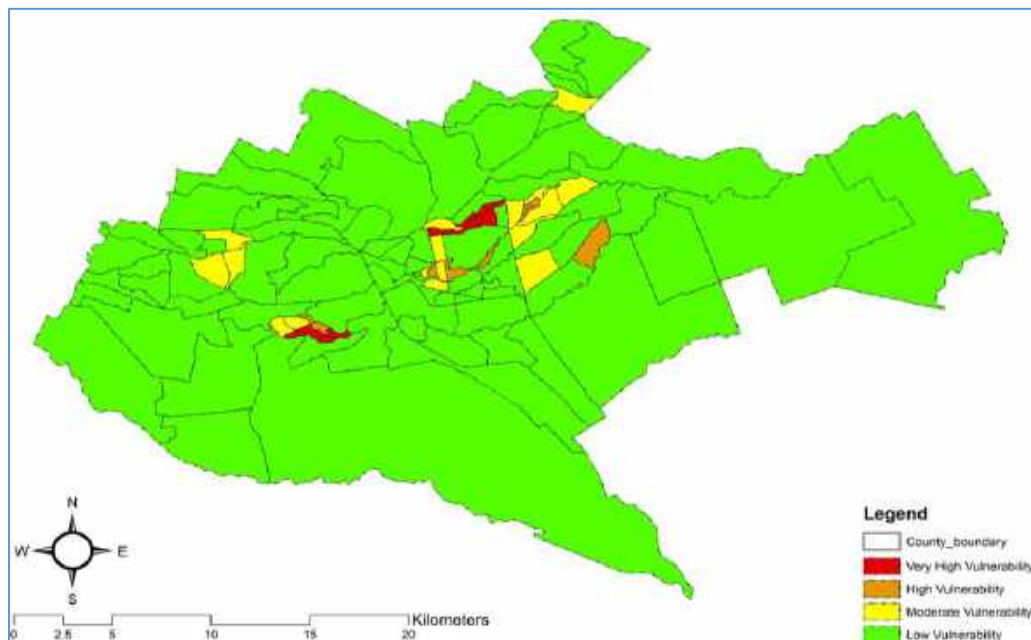 N
W E
S
0 2.5 5 10 15 20 Kilometers
Legend
County_boundary
Very High Vulnerability
High Vulnerability
Moderate Vulnerability
Low Vulnerability